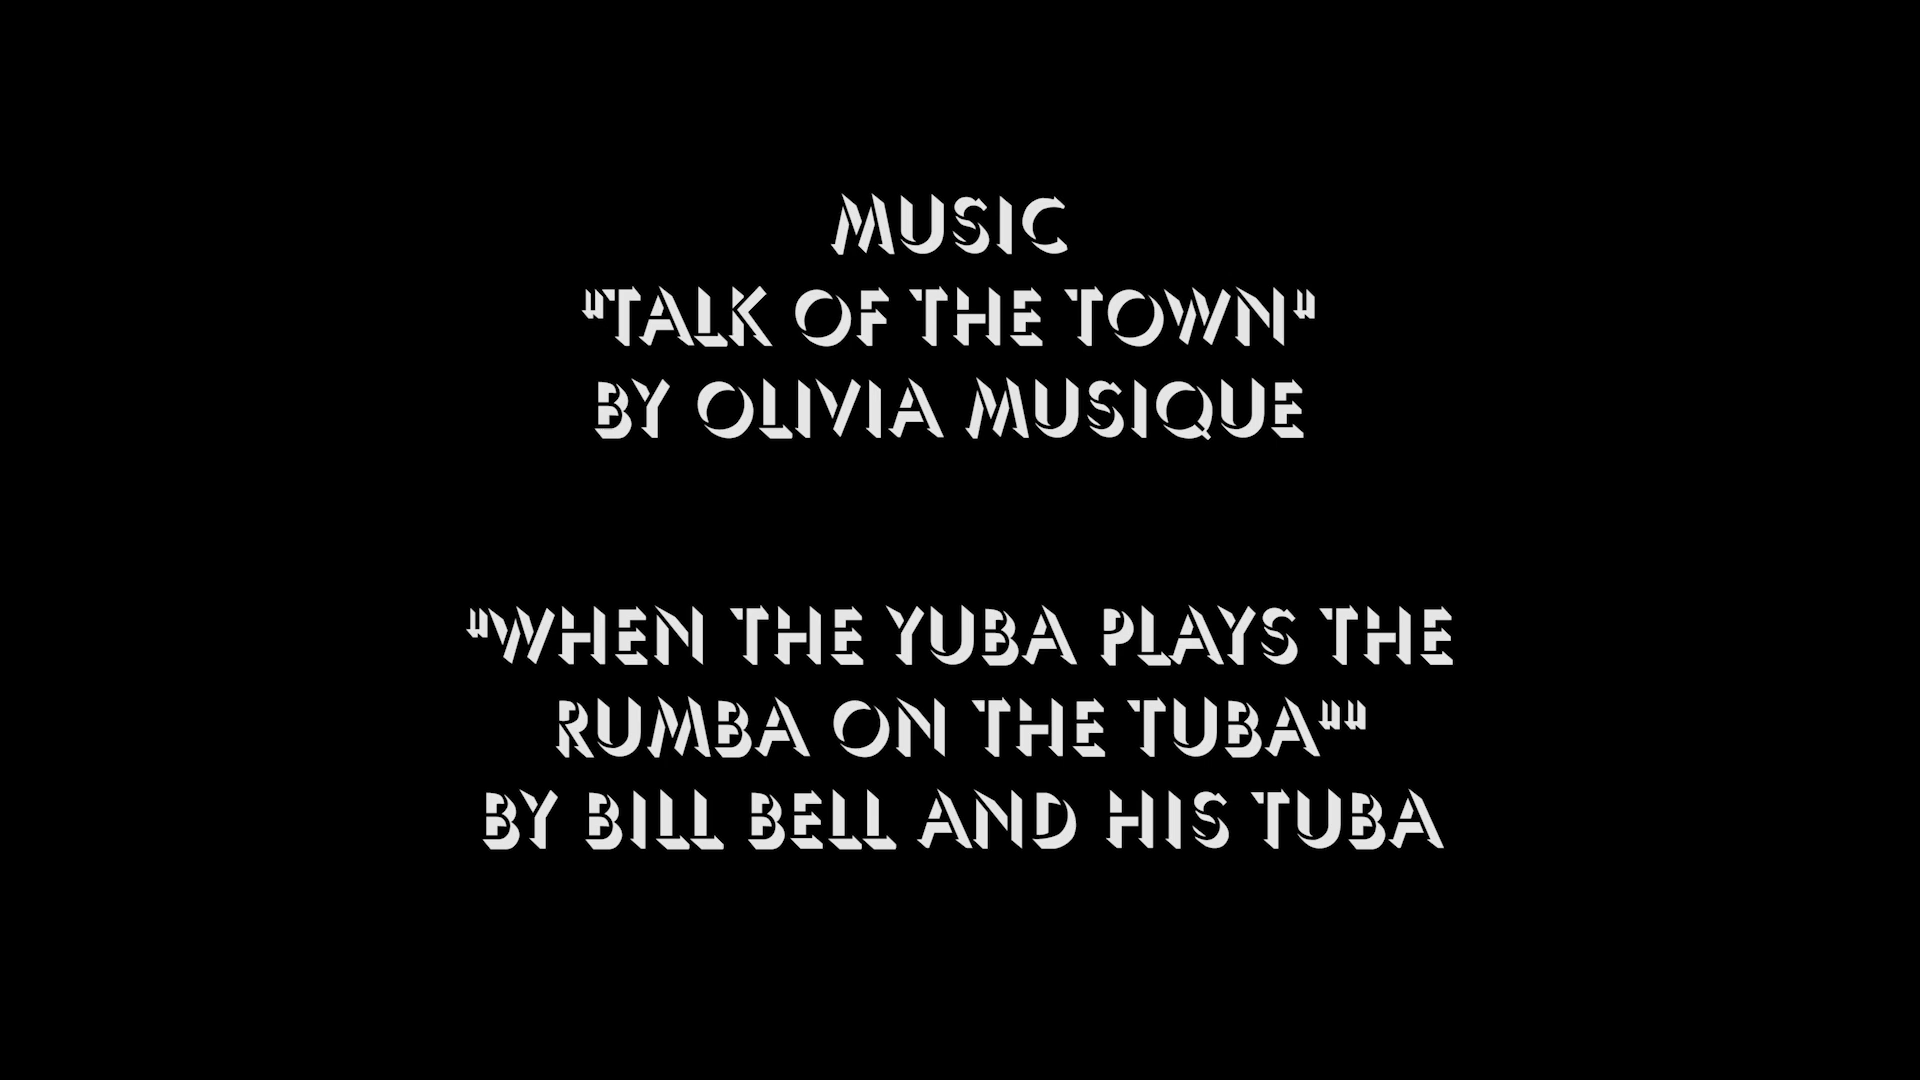 MUSIC
"TALK OF THE TOWN"
BY OLIVIA MUSIQUE
"WHEN THE YUBA PLAYS THE
RUMBA ON THE TUBA""
BY BILL BELL AND HIS TUBA